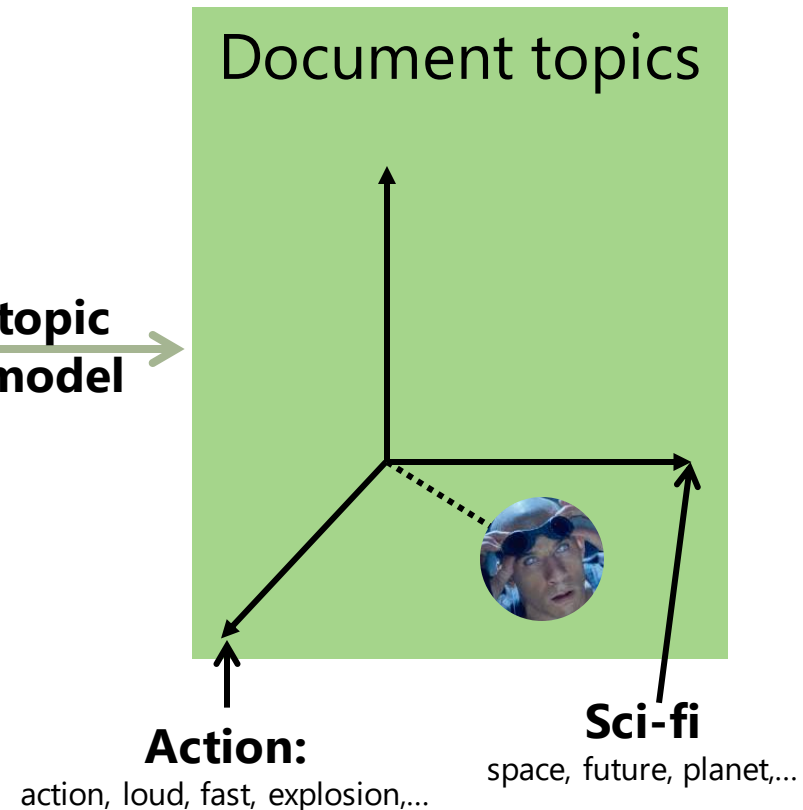 Document topics
topic
model
Sci-fi
space, future, planet,...
Action:
action, loud, fast, explosion,...